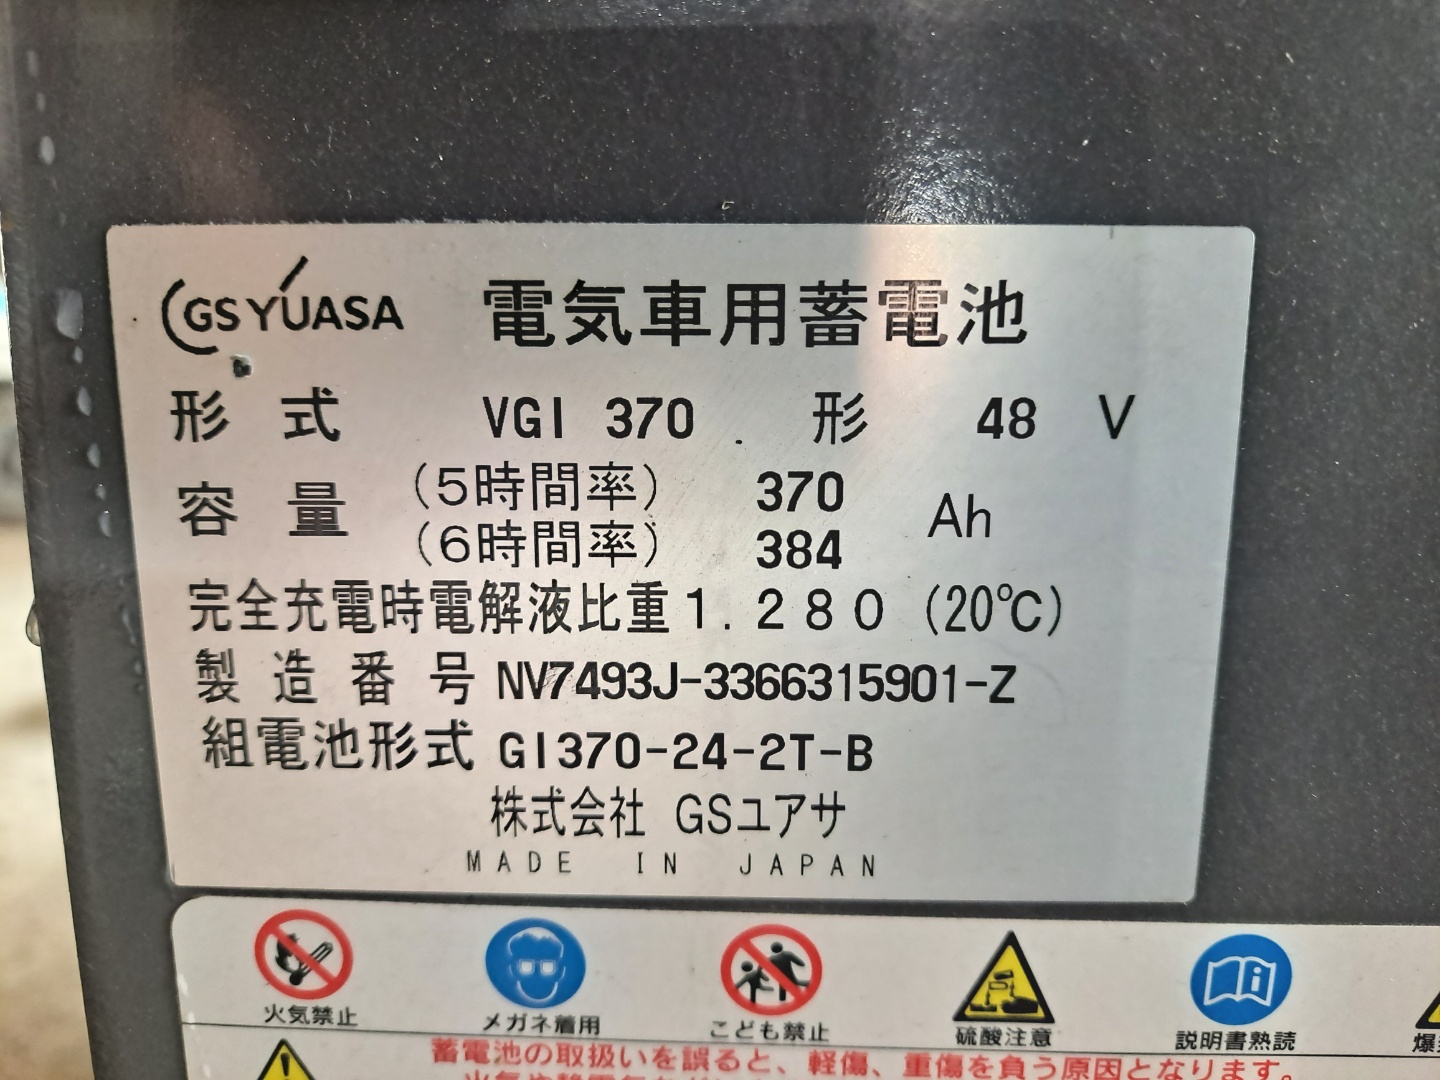 GS YUASA 電気車用蓄電池
形 式 VGI 370 . 形 48 V
容 量 (5時間率) 370 Ah
(6時間率) 384
完全充電時電解液比重1.280 (20℃)
製 造 番 号 NV7493J-3366315901-Z
組電池形式 GI370-24-2T-B
株式会社 GSユアサ
MADE IN JAPAN
火気禁止 メガネ着用 こども禁止 硫酸注意 説明書熟読
蓄電池の取扱いを誤ると、軽傷、重傷を負う原因となります。